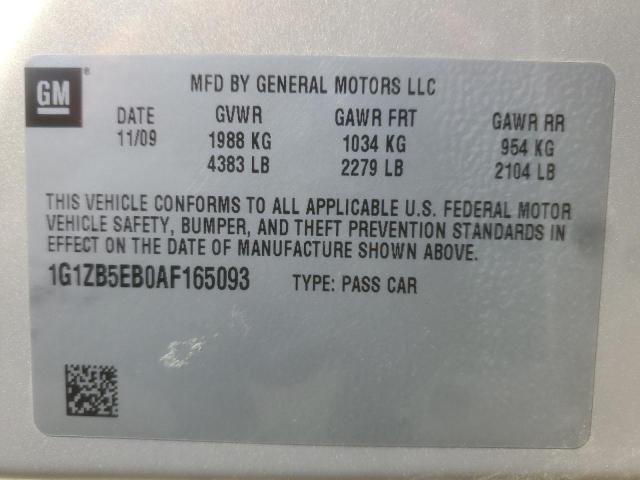 GM ®
MFD BY GENERAL MOTORS LLC
DATE GVWR GAWR FRT GAWR RR
11/09 1988 KG 1034 KG 954 KG
4383 LB 2279 LB 2104 LB
THIS VEHICLE CONFORMS TO ALL APPLICABLE U.S. FEDERAL MOTOR
VEHICLE SAFETY, BUMPER, AND THEFT PREVENTION STANDARDS IN
EFFECT ON THE DATE OF MANUFACTURE SHOWN ABOVE.
1G1ZB5EB0AF165093 TYPE: PASS CAR